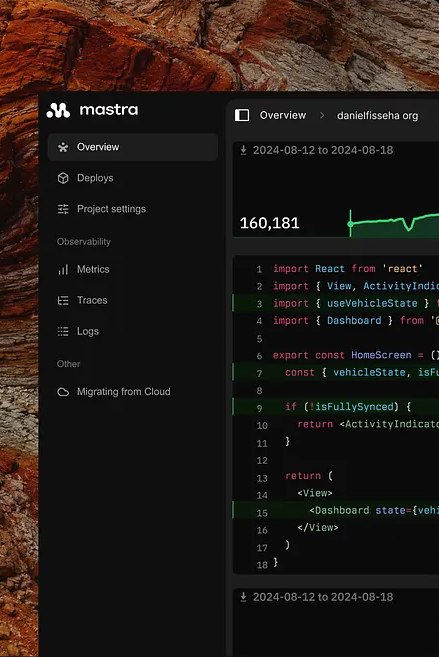 mastra
Overview
Deploys
Project settings
Observability
Metrics
Traces
Logs
Other
Migrating from Cloud
Overview > danielfisseha org
2024-08-12 to 2024-08-18
160,181
1 import React from 'react'
2 import { View, ActivityIndic
3 import { useVehicleState } f
4 import { Dashboard } from '@
5
6 export const HomeScreen = ()
7 const { vehicleState, isFu
8
9 if (!isFullySynced) {
10 return <ActivityIndicato
11 }
12
13 return (
14 <View>
15 <Dashboard state={vehi
16 </View>
17 )
18 }
2024-08-12 to 2024-08-18